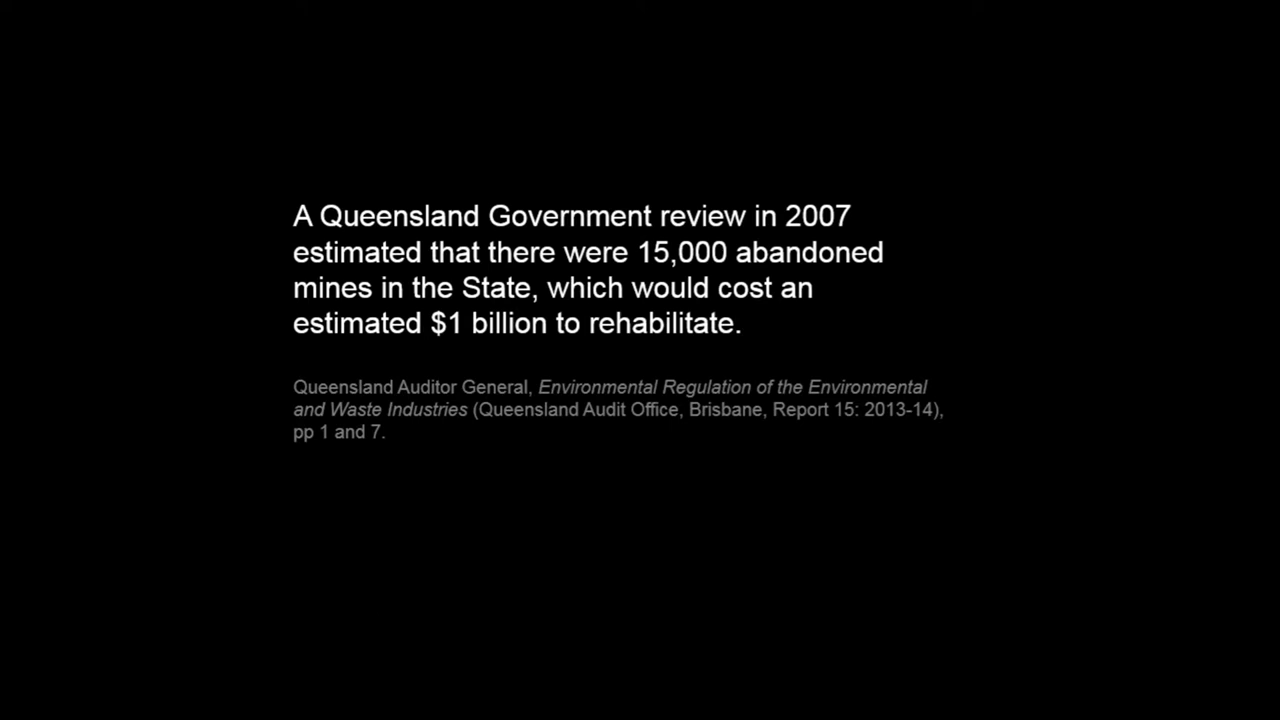 A Queensland Government review in 2007
estimated that there were 15,000 abandoned
mines in the State, which would cost an
estimated $1 billion to rehabilitate.
Queensland Auditor General, Environmental Regulation of the Environmental
and Waste Industries (Queensland Audit Office, Brisbane, Report 15: 2013-14),
pp 1 and 7.